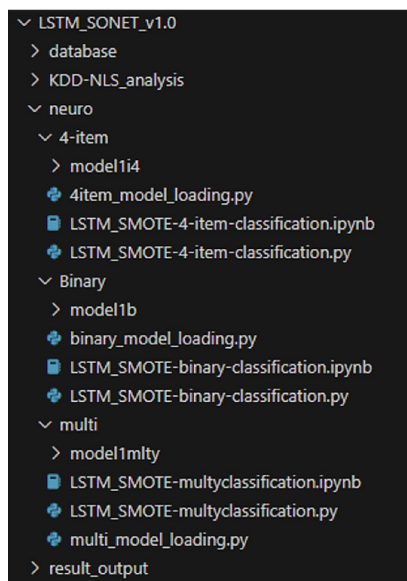 LSTM_SONET_v1.0
database
KDD-NLS_analysis
neuro
4-item
model1i4
4item_model_loading.py
LSTM_SMOTE-4-item-classification.ipynb
LSTM_SMOTE-4-item-classification.py
Binary
model1b
binary_model_loading.py
LSTM_SMOTE-binary-classification.ipynb
LSTM_SMOTE-binary-classification.py
multi
model1mlty
LSTM_SMOTE-multyclassification.ipynb
LSTM_SMOTE-multyclassification.py
multi_model_loading.py
result_output